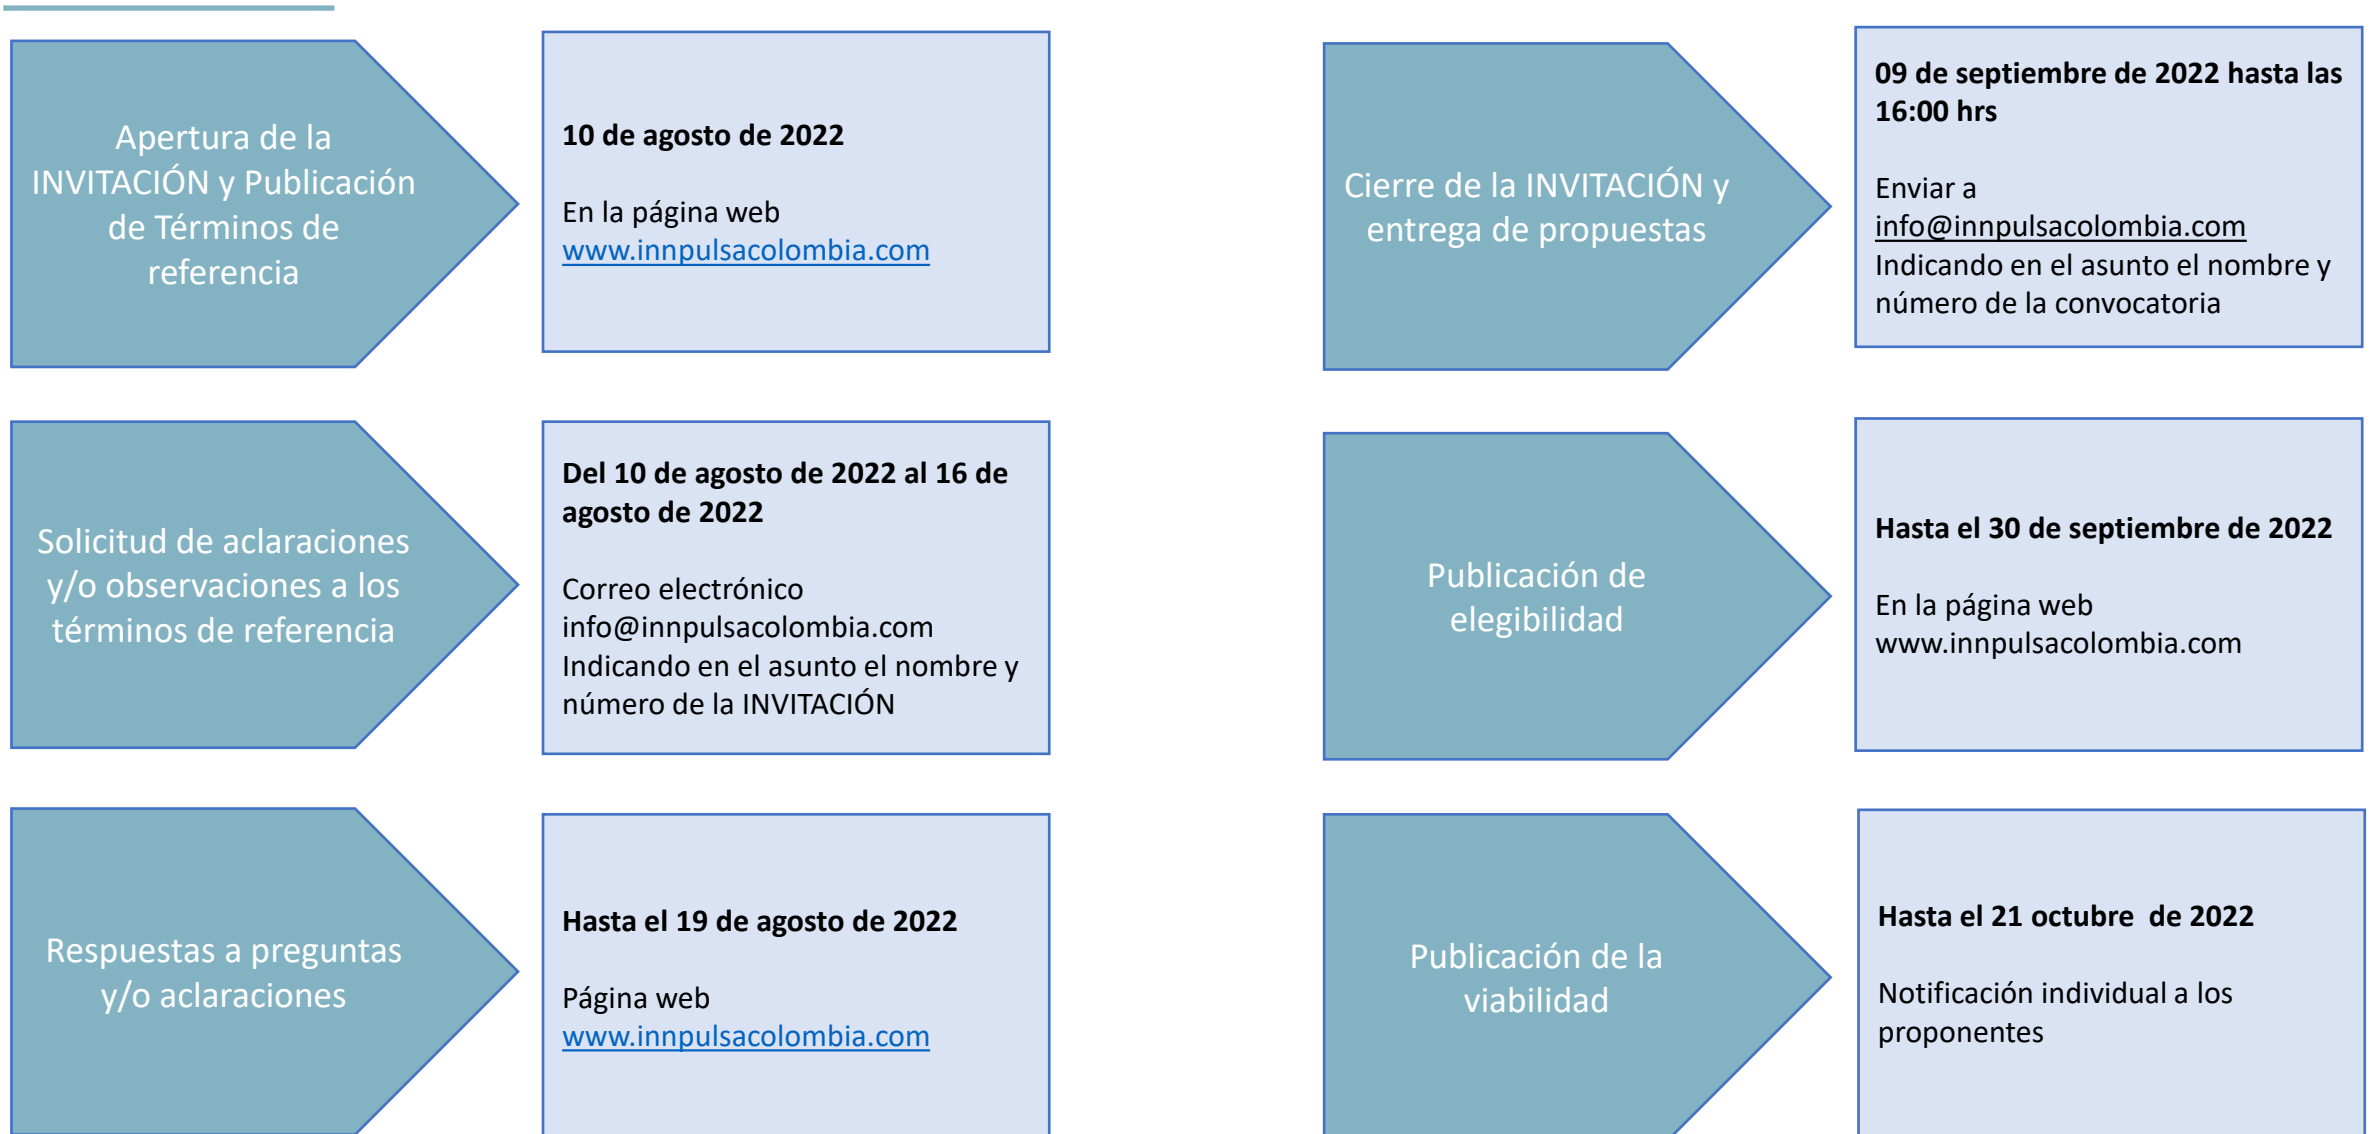 Apertura de la
INVITACIÓN y Publicación
de Términos de
referencia
10 de agosto de 2022
En la página web
www.innpulsacolombia.com
Solicitud de aclaraciones
y/o observaciones a los
términos de referencia
Del 10 de agosto de 2022 al 16 de
agosto de 2022
Correo electrónico
info@innpulsacolombia.com
Indicando en el asunto el nombre y
número de la INVITACIÓN
Respuestas a preguntas
y/o aclaraciones
Hasta el 19 de agosto de 2022
Página web
www.innpulsacolombia.com
Cierre de la INVITACIÓN y
entrega de propuestas
09 de septiembre de 2022 hasta las
16:00 hrs
Enviar a
info@innpulsacolombia.com
Indicando en el asunto el nombre y
número de la convocatoria
Publicación de
elegibilidad
Hasta el 30 de septiembre de 2022
En la página web
www.innpulsacolombia.com
Publicación de la
viabilidad
Hasta el 21 octubre  de 2022
Notificación individual a los
proponentes